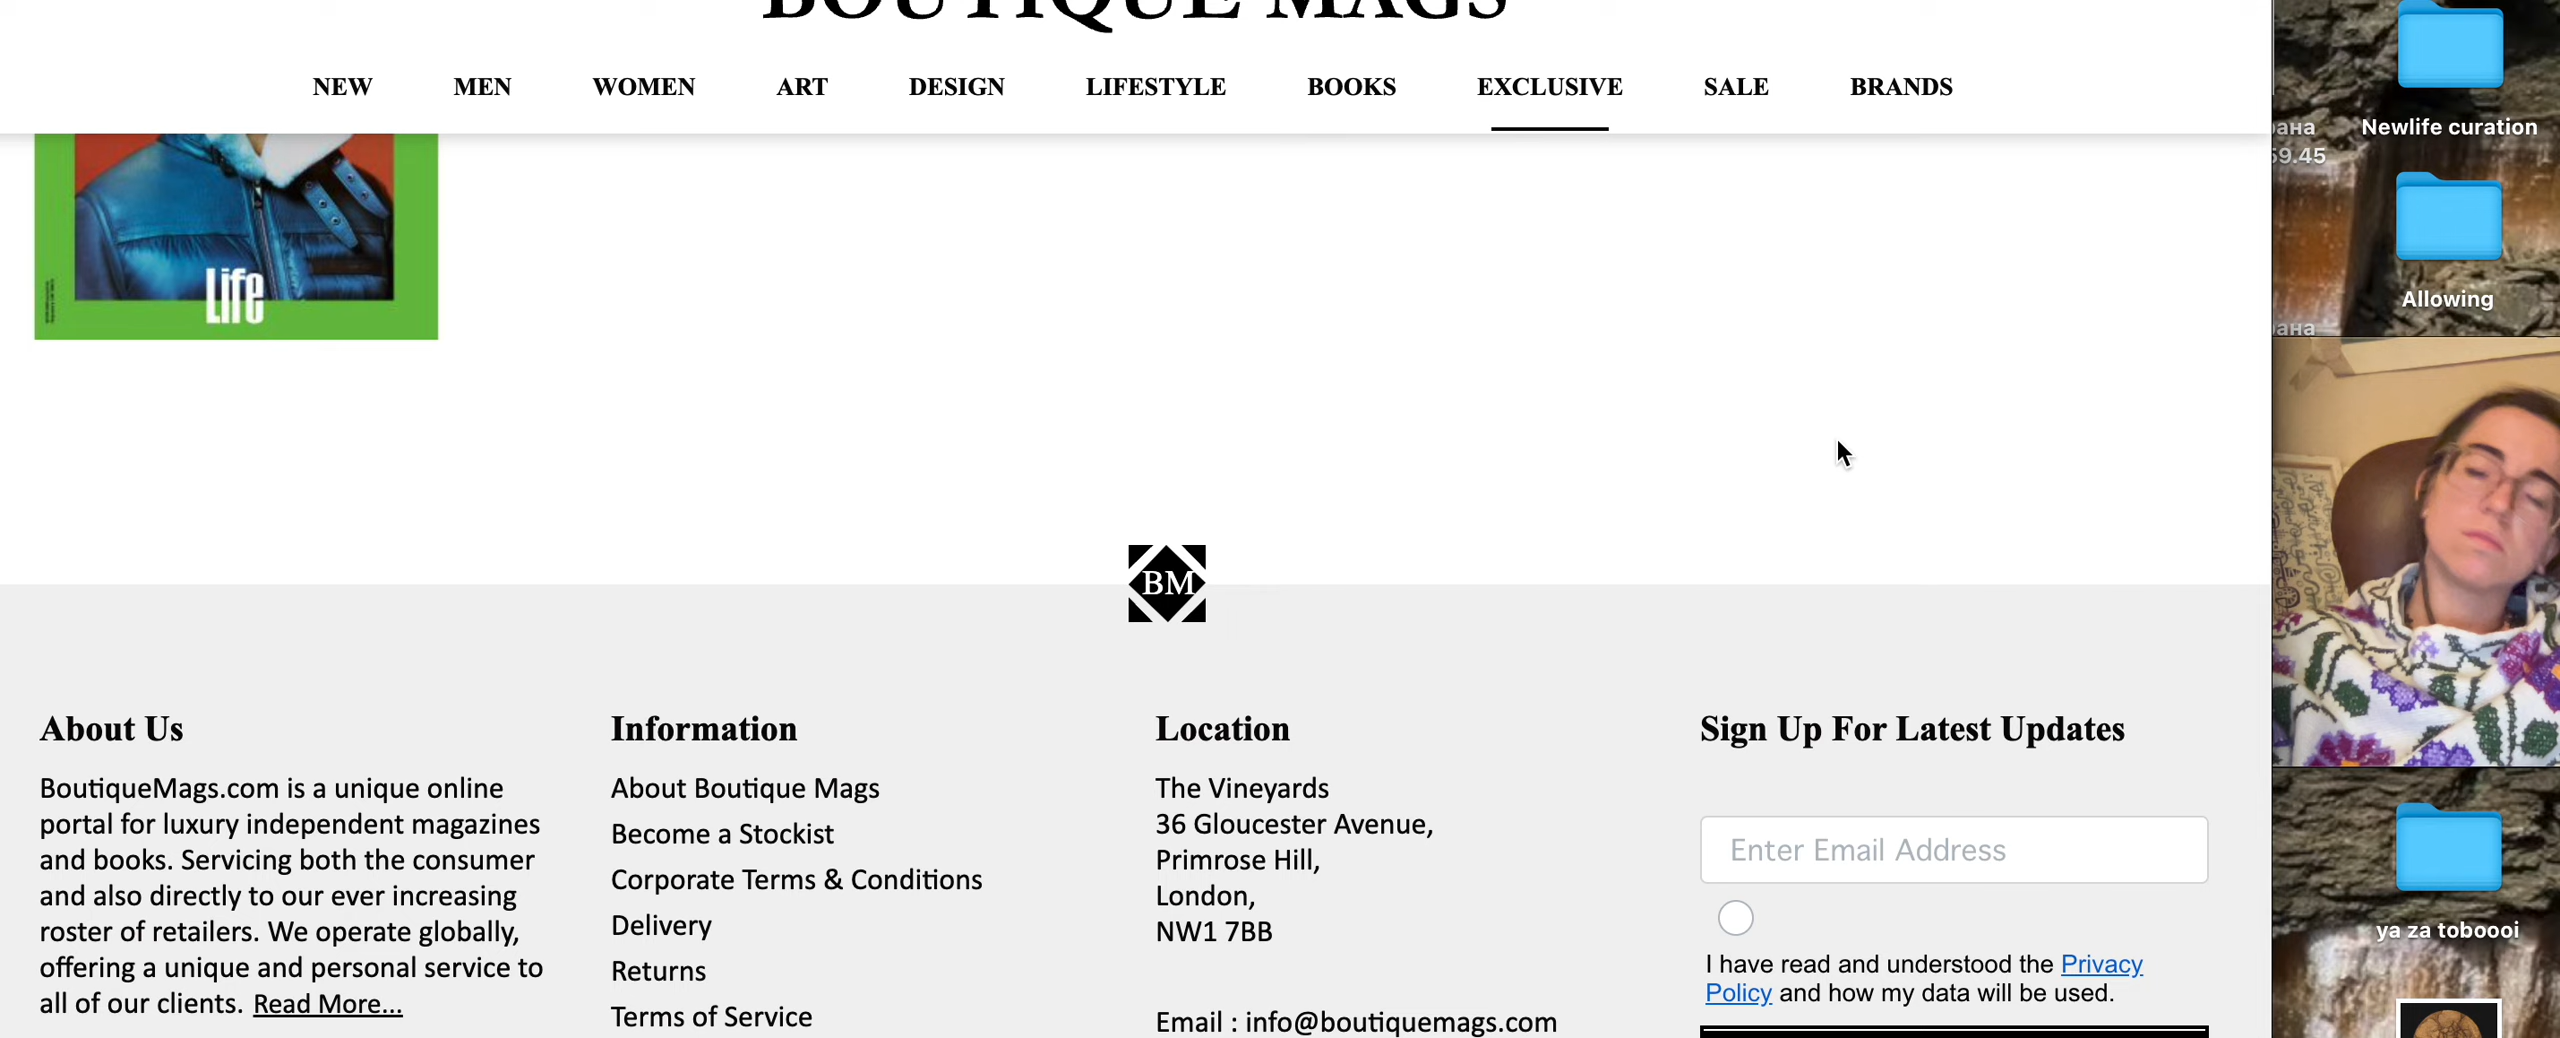 BOUTIQUE MAGS
NEW MEN WOMEN ART DESIGN LIFESTYLE BOOKS EXCLUSIVE SALE BRANDS
Life
BM
About Us
BoutiqueMags.com is a unique online
portal for luxury independent magazines
and books. Servicing both the consumer
and also directly to our ever increasing
roster of retailers. We operate globally,
offering a unique and personal service to
all of our clients. Read More...
Information
About Boutique Mags
Become a Stockist
Corporate Terms & Conditions
Delivery
Returns
Terms of Service
Location
The Vineyards
36 Gloucester Avenue,
Primrose Hill,
London,
NW1 7BB
Email : info@boutiquemags.com
Sign Up For Latest Updates
Enter Email Address
I have read and understood the Privacy
Policy and how my data will be used.
Newlife curation
59.45
Allowing
ya za toboooi